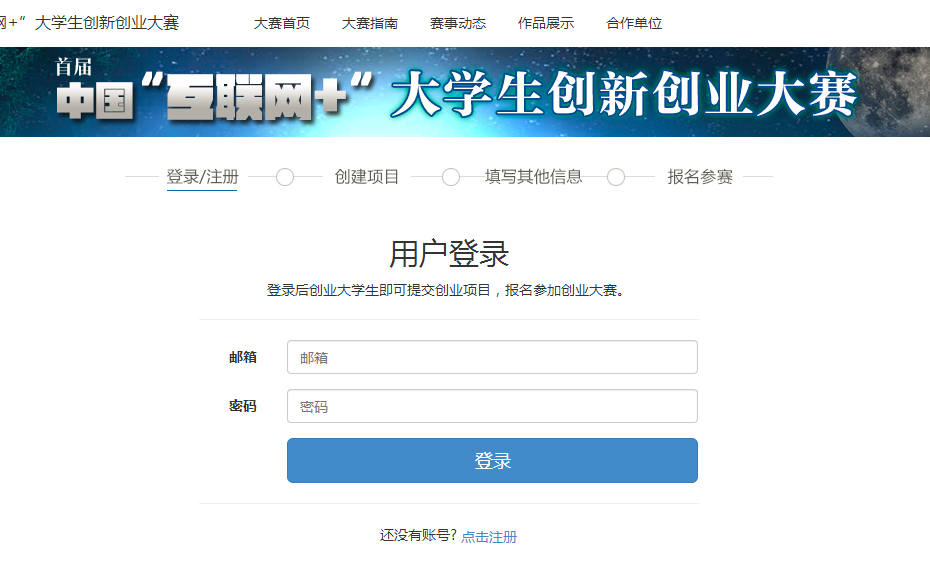 网+”大学生创新创业大赛 大赛首页 大赛指南 赛事动态 作品展示 合作单位
首届
中国“互联网+”大学生创新创业大赛
登录/注册 创建项目 填写其他信息 报名参赛
用户登录
登录后创业大学生即可提交创业项目，报名参加创业大赛。
邮箱 邮箱
密码 密码
登录
还没有账号? 点击注册